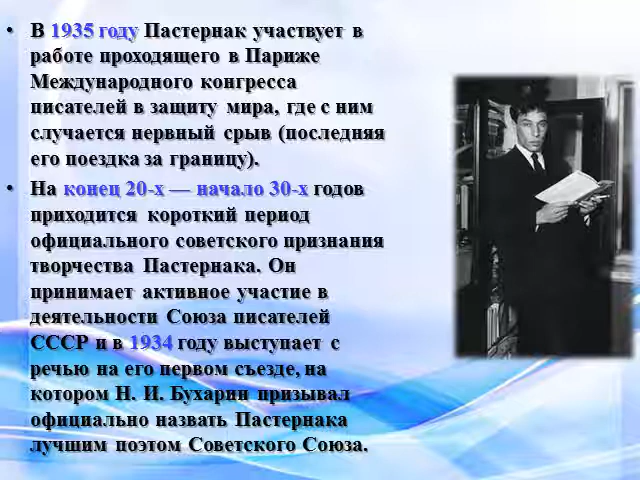 • В 1935 году Пастернак участвует в
работе проходящего в Париже
Международного конгресса
писателей в защиту мира, где с ним
случается нервный срыв (последняя
его поездка за границу).
• На конец 20-х — начало 30-х годов
приходится короткий период
официального советского признания
творчества Пастернака. Он
принимает активное участие в
деятельности Союза писателей
СССР и в 1934 году выступает с
речью на его первом съезде, на
котором Н. И. Бухарин призывал
официально назвать Пастернака
лучшим поэтом Советского Союза.